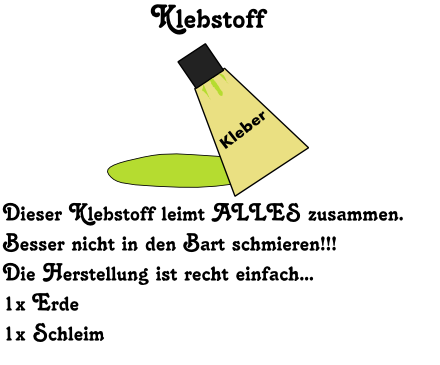 Klebstoff
Kleber
Dieser Klebstoff leimt ALLES zusammen.
Besser nicht in den Bart schmieren!!!
Die Herstellung ist recht einfach...
1x Erde
1x Schleim